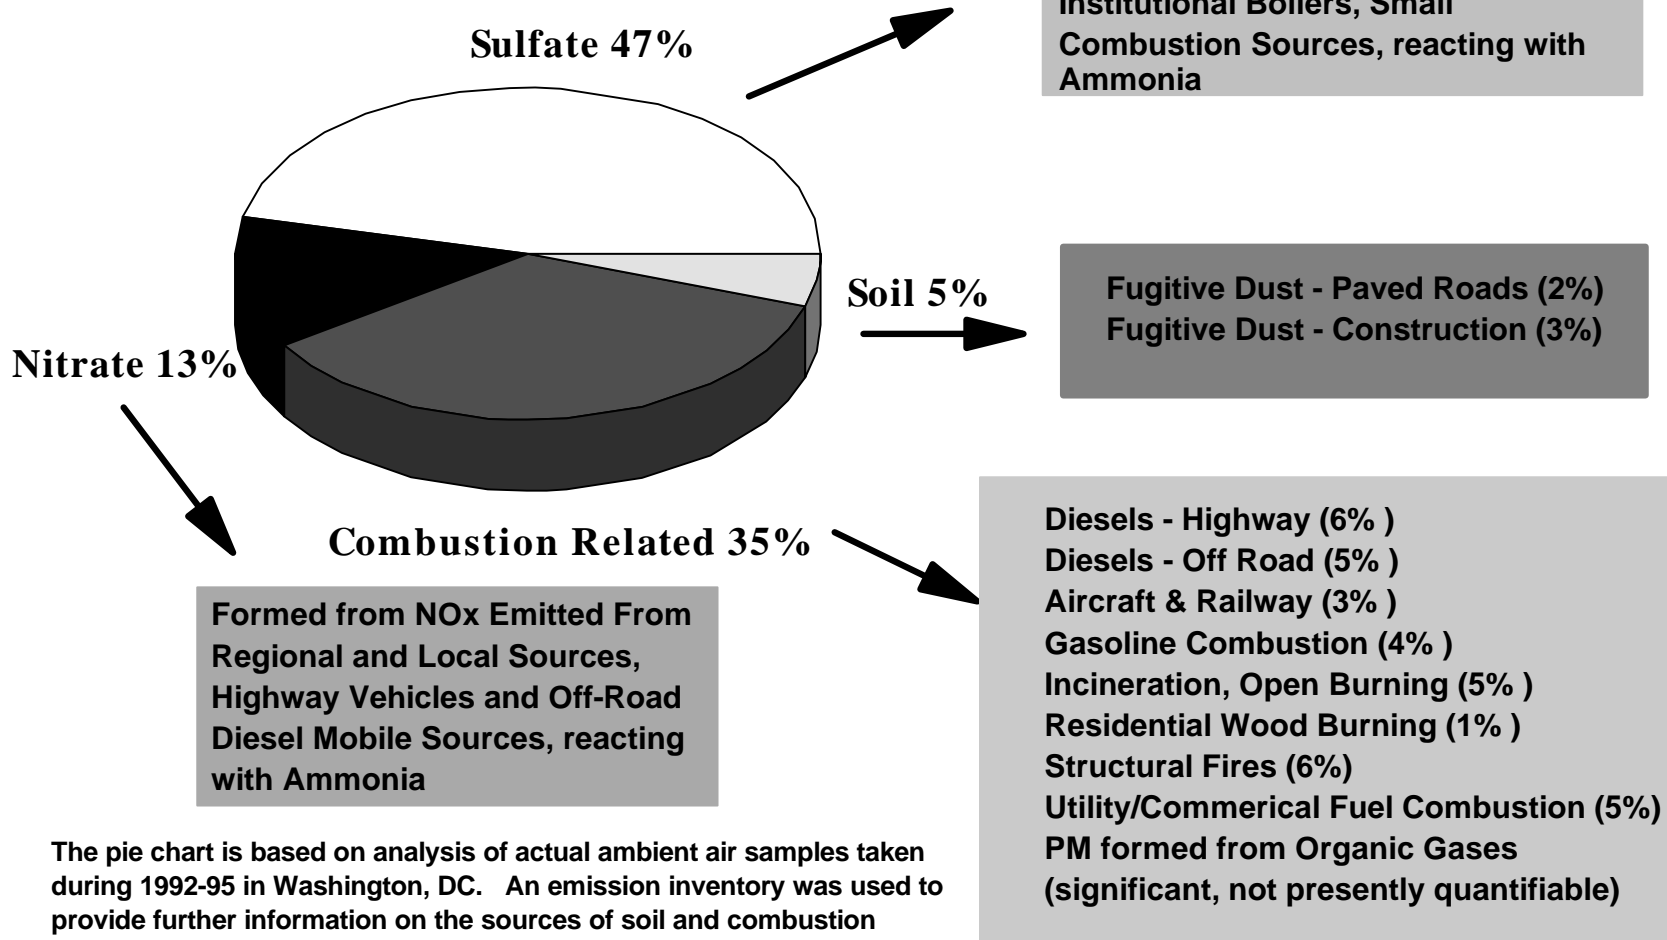 Institutional Boilers, Small
Combustion Sources, reacting with
Ammonia
Sulfate 47%
Soil 5%
Fugitive Dust - Paved Roads (2%)
Fugitive Dust - Construction (3%)
Nitrate 13%
Combustion Related 35%
Formed from NOx Emitted From
Regional and Local Sources,
Highway Vehicles and Off-Road
Diesel Mobile Sources, reacting
with Ammonia
Diesels - Highway (6% )
Diesels - Off Road (5% )
Aircraft & Railway (3% )
Gasoline Combustion (4% )
Incineration, Open Burning (5% )
Residential Wood Burning (1% )
Structural Fires (6%)
Utility/Commerical Fuel Combustion (5%)
PM formed from Organic Gases
(significant, not presently quantifiable)
The pie chart is based on analysis of actual ambient air samples taken
during 1992-95 in Washington, DC. An emission inventory was used to
provide further information on the sources of soil and combustion